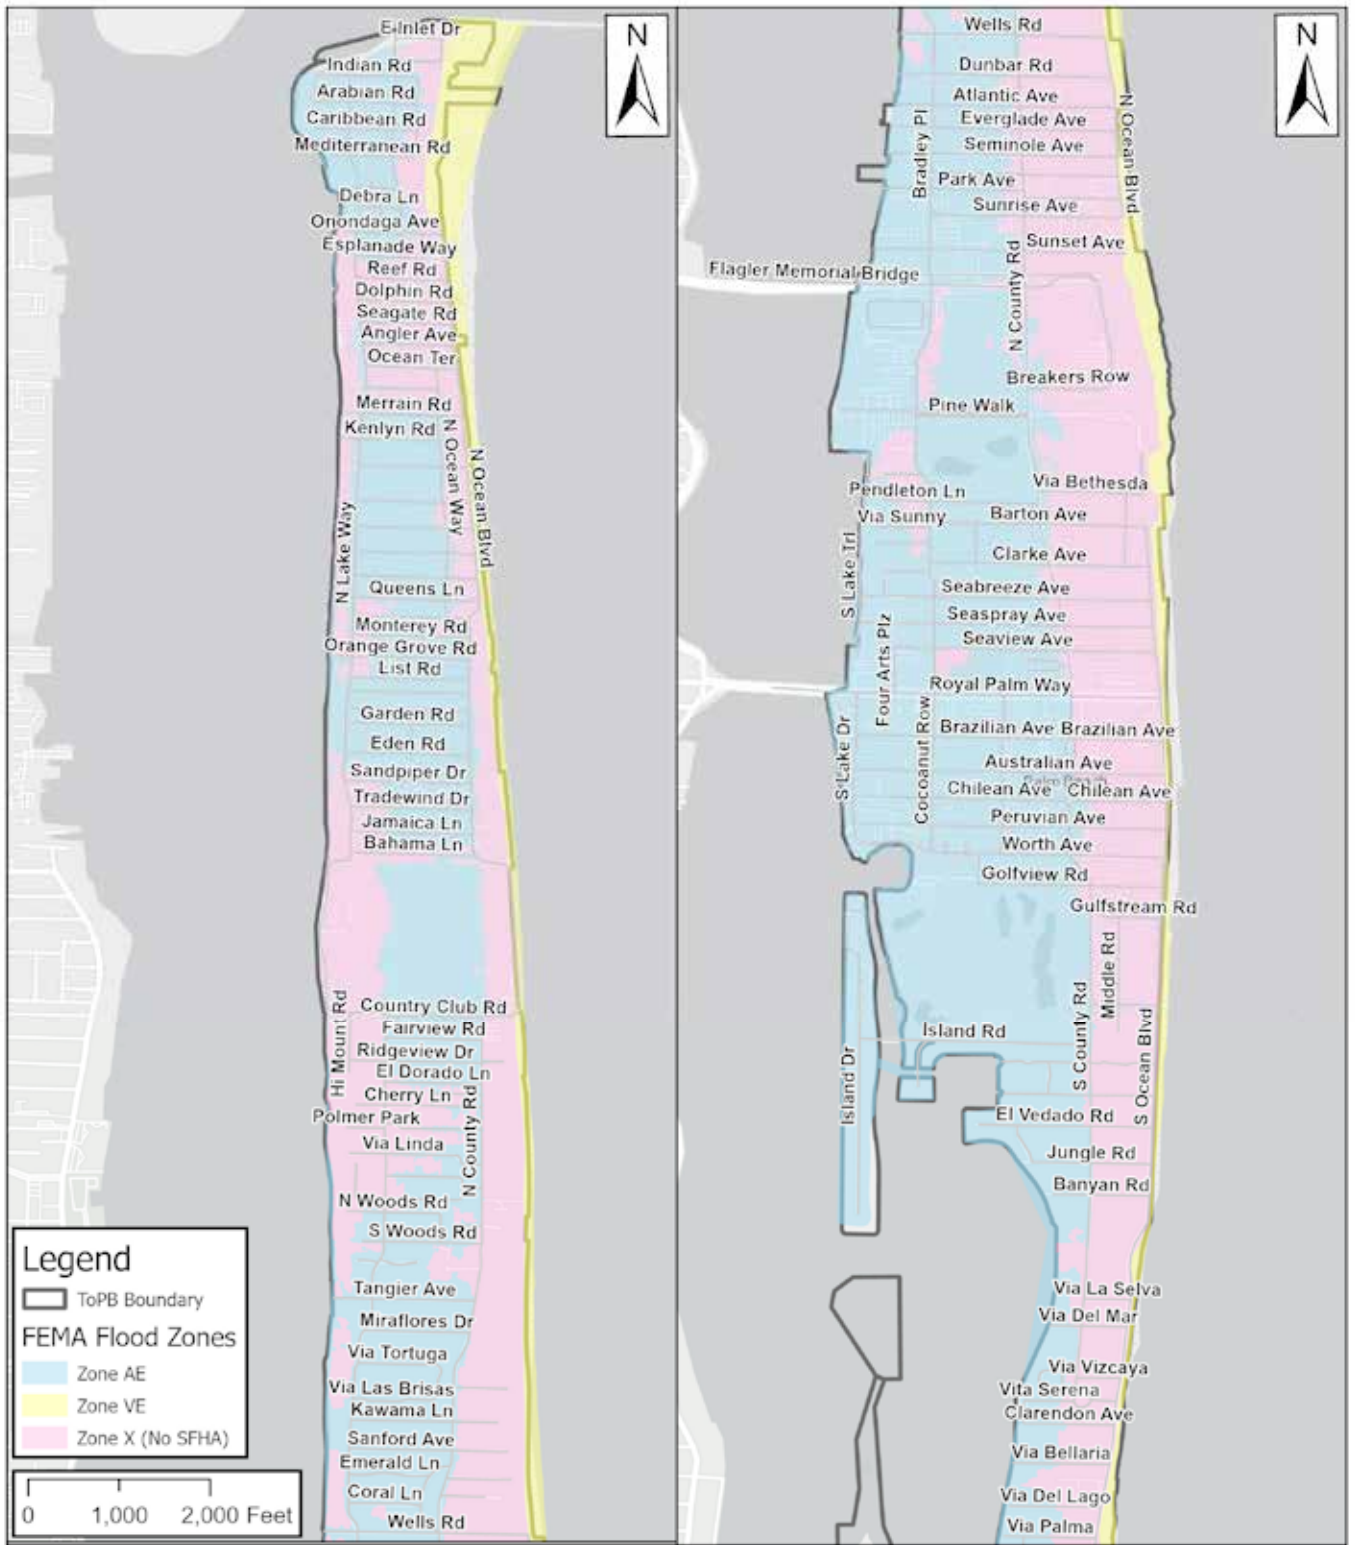 E Inlet Dr
Indian Rd
Arabian Rd
Caribbean Rd
Mediterranean Rd
Debra Ln
Onondaga Ave
Esplanade Way
Reef Rd
Dolphin Rd
Seagate Rd
Angler Ave
Ocean Ter
Merrain Rd
Kenlyn Rd
N Ocean Way
N Ocean Blvd
N Lake Way
Queens Ln
Monterey Rd
Orange Grove Rd
List Rd
Garden Rd
Eden Rd
Sandpiper Dr
Tradewind Dr
Jamaica Ln
Bahama Ln
Hi Mount Rd
Country Club Rd
Fairview Rd
Ridgeview Dr
El Dorado Ln
Cherry Ln
N County Rd
Polmer Park
Via Linda
N Woods Rd
S Woods Rd
Tangier Ave
Miraflores Dr
Via Tortuga
Via Las Brisas
Kawama Ln
Sanford Ave
Emerald Ln
Coral Ln
Wells Rd
N
Legend
ToPB Boundary
FEMA Flood Zones
Zone AE
Zone VE
Zone X (No SFHA)
0 1,000 2,000 Feet
N
Wells Rd
Dunbar Rd
Atlantic Ave
Everglade Ave
Seminole Ave
Bradley Pl
N Ocean Blvd
Park Ave
Sunrise Ave
Sunset Ave
Flagler Memorial Bridge
N County Rd
Breakers Row
Pine Walk
Via Bethesda
Pendleton Ln
Via Sunny
Barton Ave
S Lake Trl
Clarke Ave
Seabreeze Ave
Seaspray Ave
Seaview Ave
Four Arts Plz
Royal Palm Way
S Lake Dr
Cocoanut Row
Brazilian Ave Brazilian Ave
Australian Ave
Palm Beach
Chilean Ave Chilean Ave
Peruvian Ave
Worth Ave
Golfview Rd
Gulfstream Rd
Middle Rd
Island Rd
S County Rd
S Ocean Blvd
Island Dr
El Vedado Rd
Jungle Rd
Banyan Rd
Via La Selva
Via Del Mar
Via Vizcaya
Vita Serena
Clarendon Ave
Via Bellaria
Via Del Lago
Via Palma